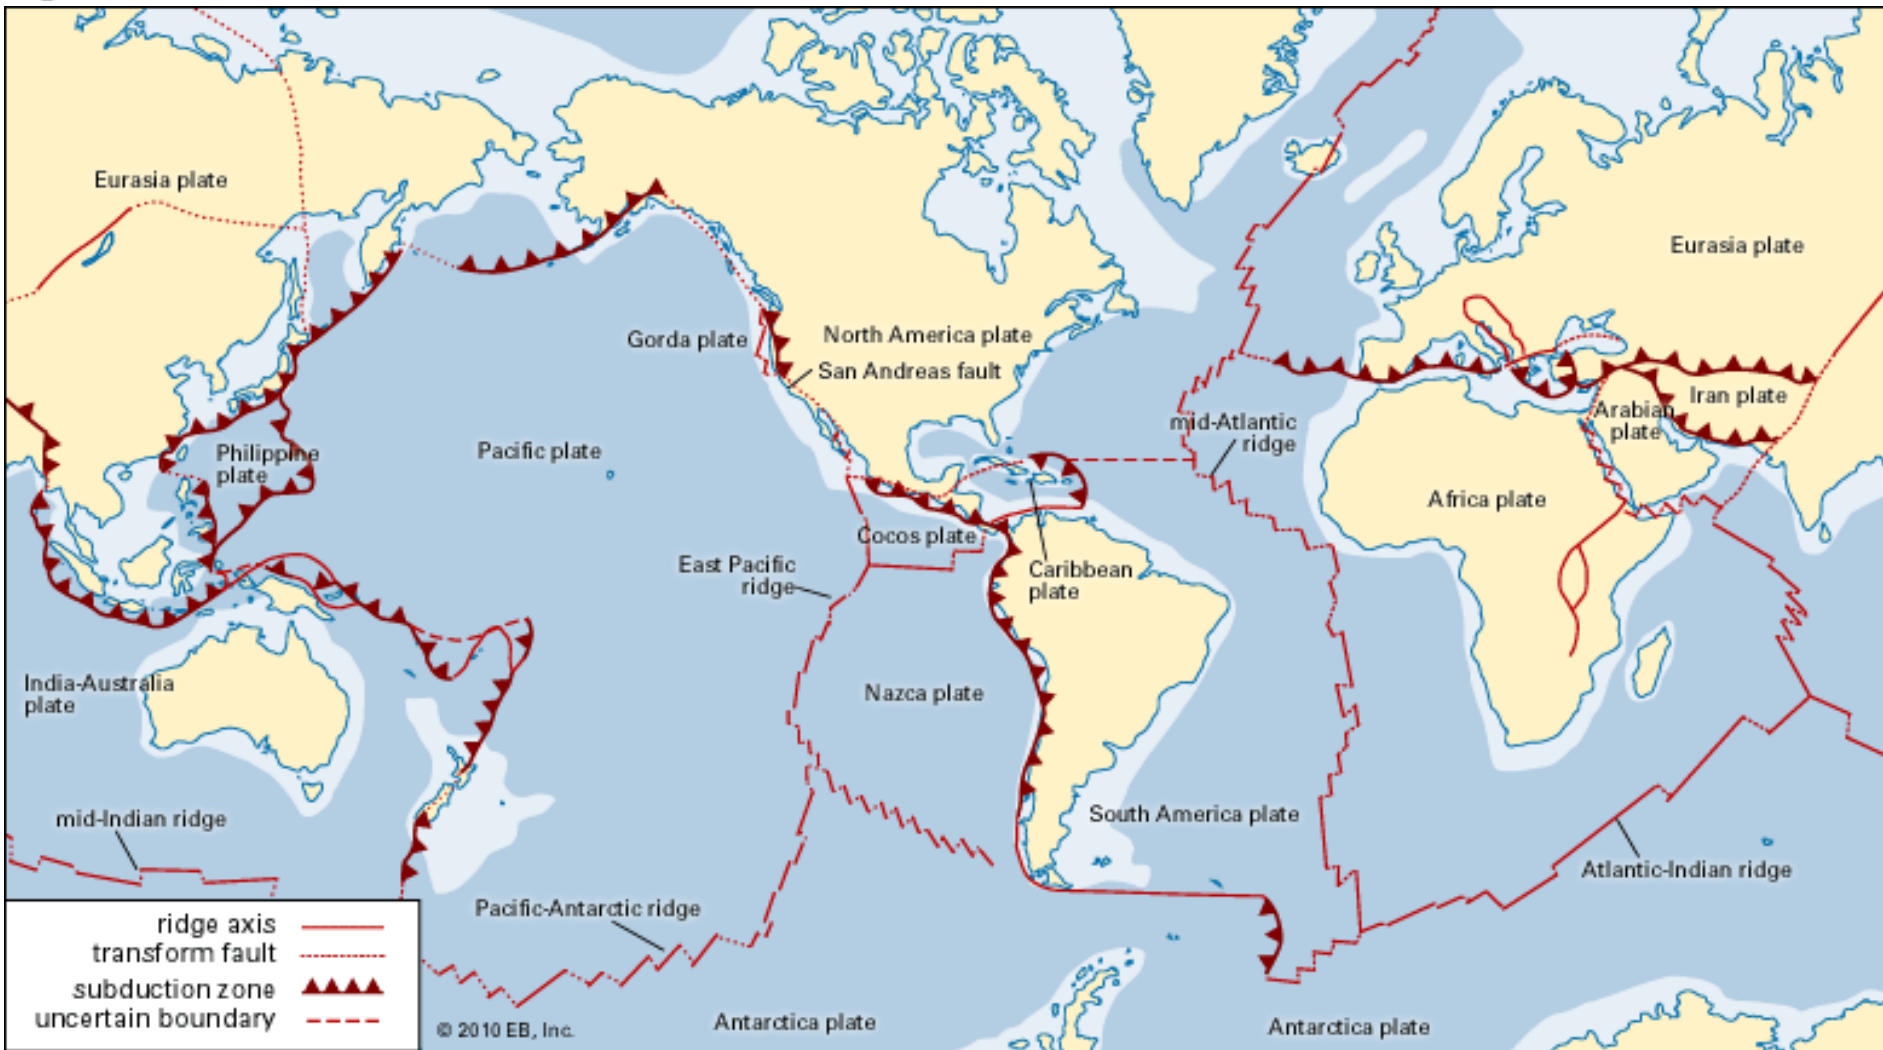 Eurasia plate
Eurasia plate
Gorda plate
North America plate
San Andreas fault
Iran plate
Arabian
plate
mid-Atlantic
ridge
Philippine
plate
Pacific plate
Africa plate
Cocos plate
East Pacific
ridge
Caribbean
plate
India-Australia
plate
Nazca plate
mid-Indian ridge
South America plate
Atlantic-Indian ridge
Pacific-Antarctic ridge
ridge axis
transform fault
subduction zone
uncertain boundary
© 2010 EB, Inc.
Antarctica plate
Antarctica plate